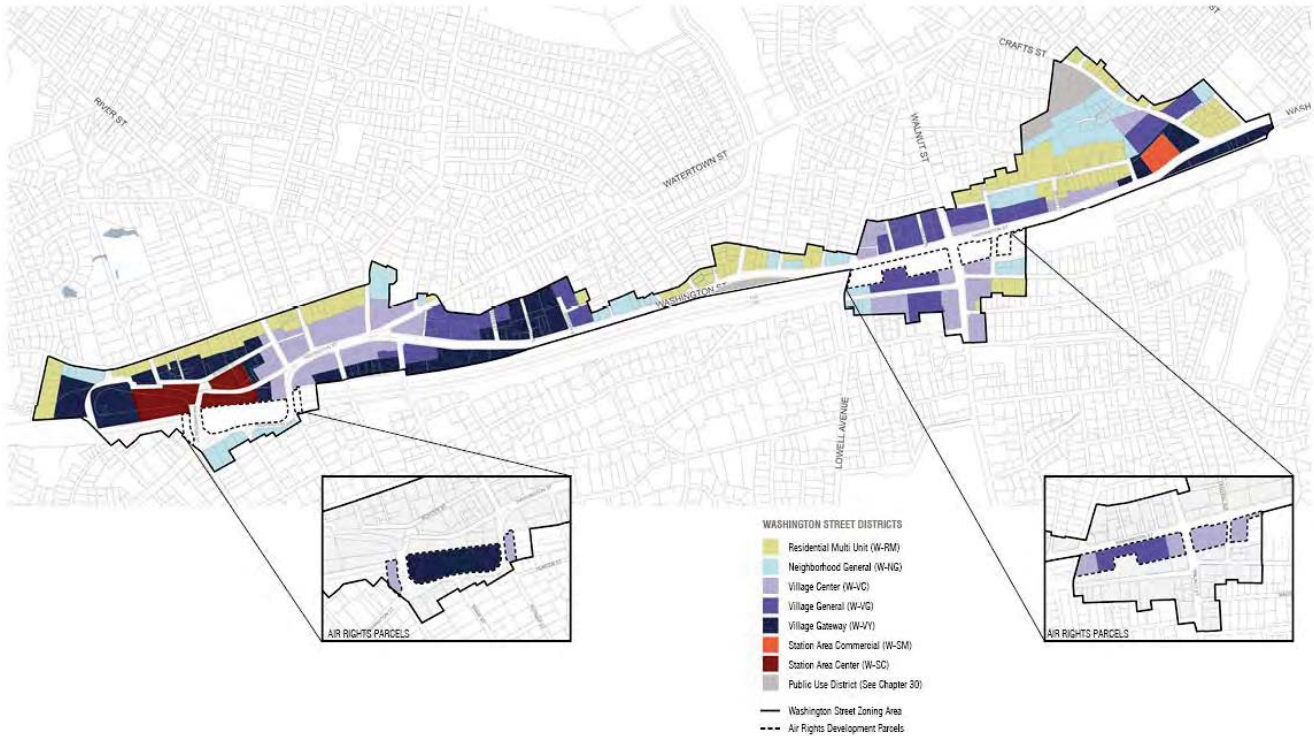 ST
CRAFTS ST
RIVER ST
WALNUT ST
WASH
WATERTOWN ST
WASHINGTON ST
LOWELL AVENUE
AIR RIGHTS PARCELS
AIR RIGHTS PARCELS
WASHINGTON STREET DISTRICTS
Residential Multi Unit (W-RM)
Neighborhood General (W-NG)
Village Center (W-VC)
Village General (W-VG)
Village Gateway (W-VY)
Station Area Commercial (W-SM)
Station Area Center (W-SC)
Public Use District (See Chapter 30)
Washington Street Zoning Area
Air Rights Development Parcels